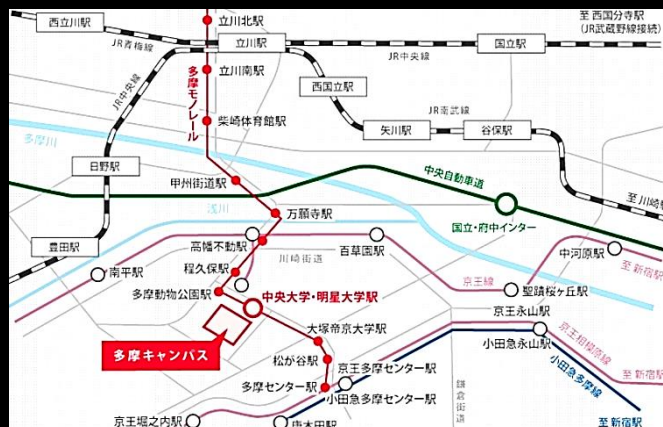 立川北駅
至 西国分寺駅
(JR武蔵野線接続)
西立川駅
立川駅
国立駅
JR青梅線
JR中央線
立川南駅
多摩モノレール
西国立駅
JR中央線
JR南武線
柴崎体育館駅
矢川駅
谷保駅
多摩川
日野駅
中央自動車道
甲州街道駅
至 川崎駅
浅川
万願寺駅
国立・府中インター
豊田駅
高幡不動駅
川崎街道
百草園駅
中河原駅
南平駅
程久保駅
至 新宿駅
京王線
聖蹟桜ヶ丘駅
多摩動物公園駅
中央大学・明星大学駅
京王永山駅
大塚帝京大学駅
小田急永山駅
京王相模原線
多摩キャンパス
松が谷駅
京王多摩センター駅
至 新宿駅
小田急多摩線
多摩センター駅
小田急多摩センター駅
鎌倉街道
京王堀之内駅
唐木田駅
至 新宿駅